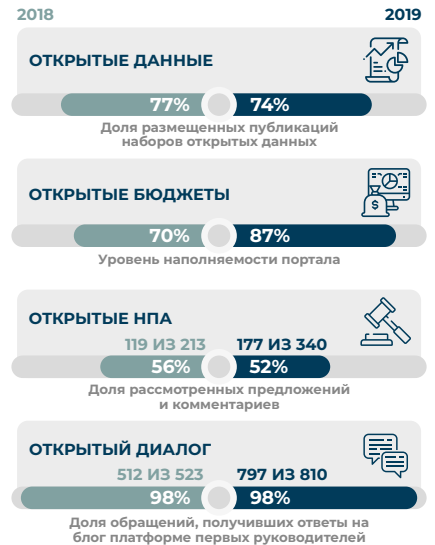 2018 2019
ОТКРЫТЫЕ ДАННЫЕ
77% 74%
Доля размещенных публикаций
наборов открытых данных
ОТКРЫТЫЕ БЮДЖЕТЫ
$
70% 87%
Уровень наполняемости портала
ОТКРЫТЫЕ НПА
119 ИЗ 213 177 ИЗ 340
56% 52%
Доля рассмотренных предложений
и комментариев
ОТКРЫТЫЙ ДИАЛОГ
512 ИЗ 523 797 ИЗ 810
98% 98%
Доля обращений, получивших ответы на
блог платформе первых руководителей